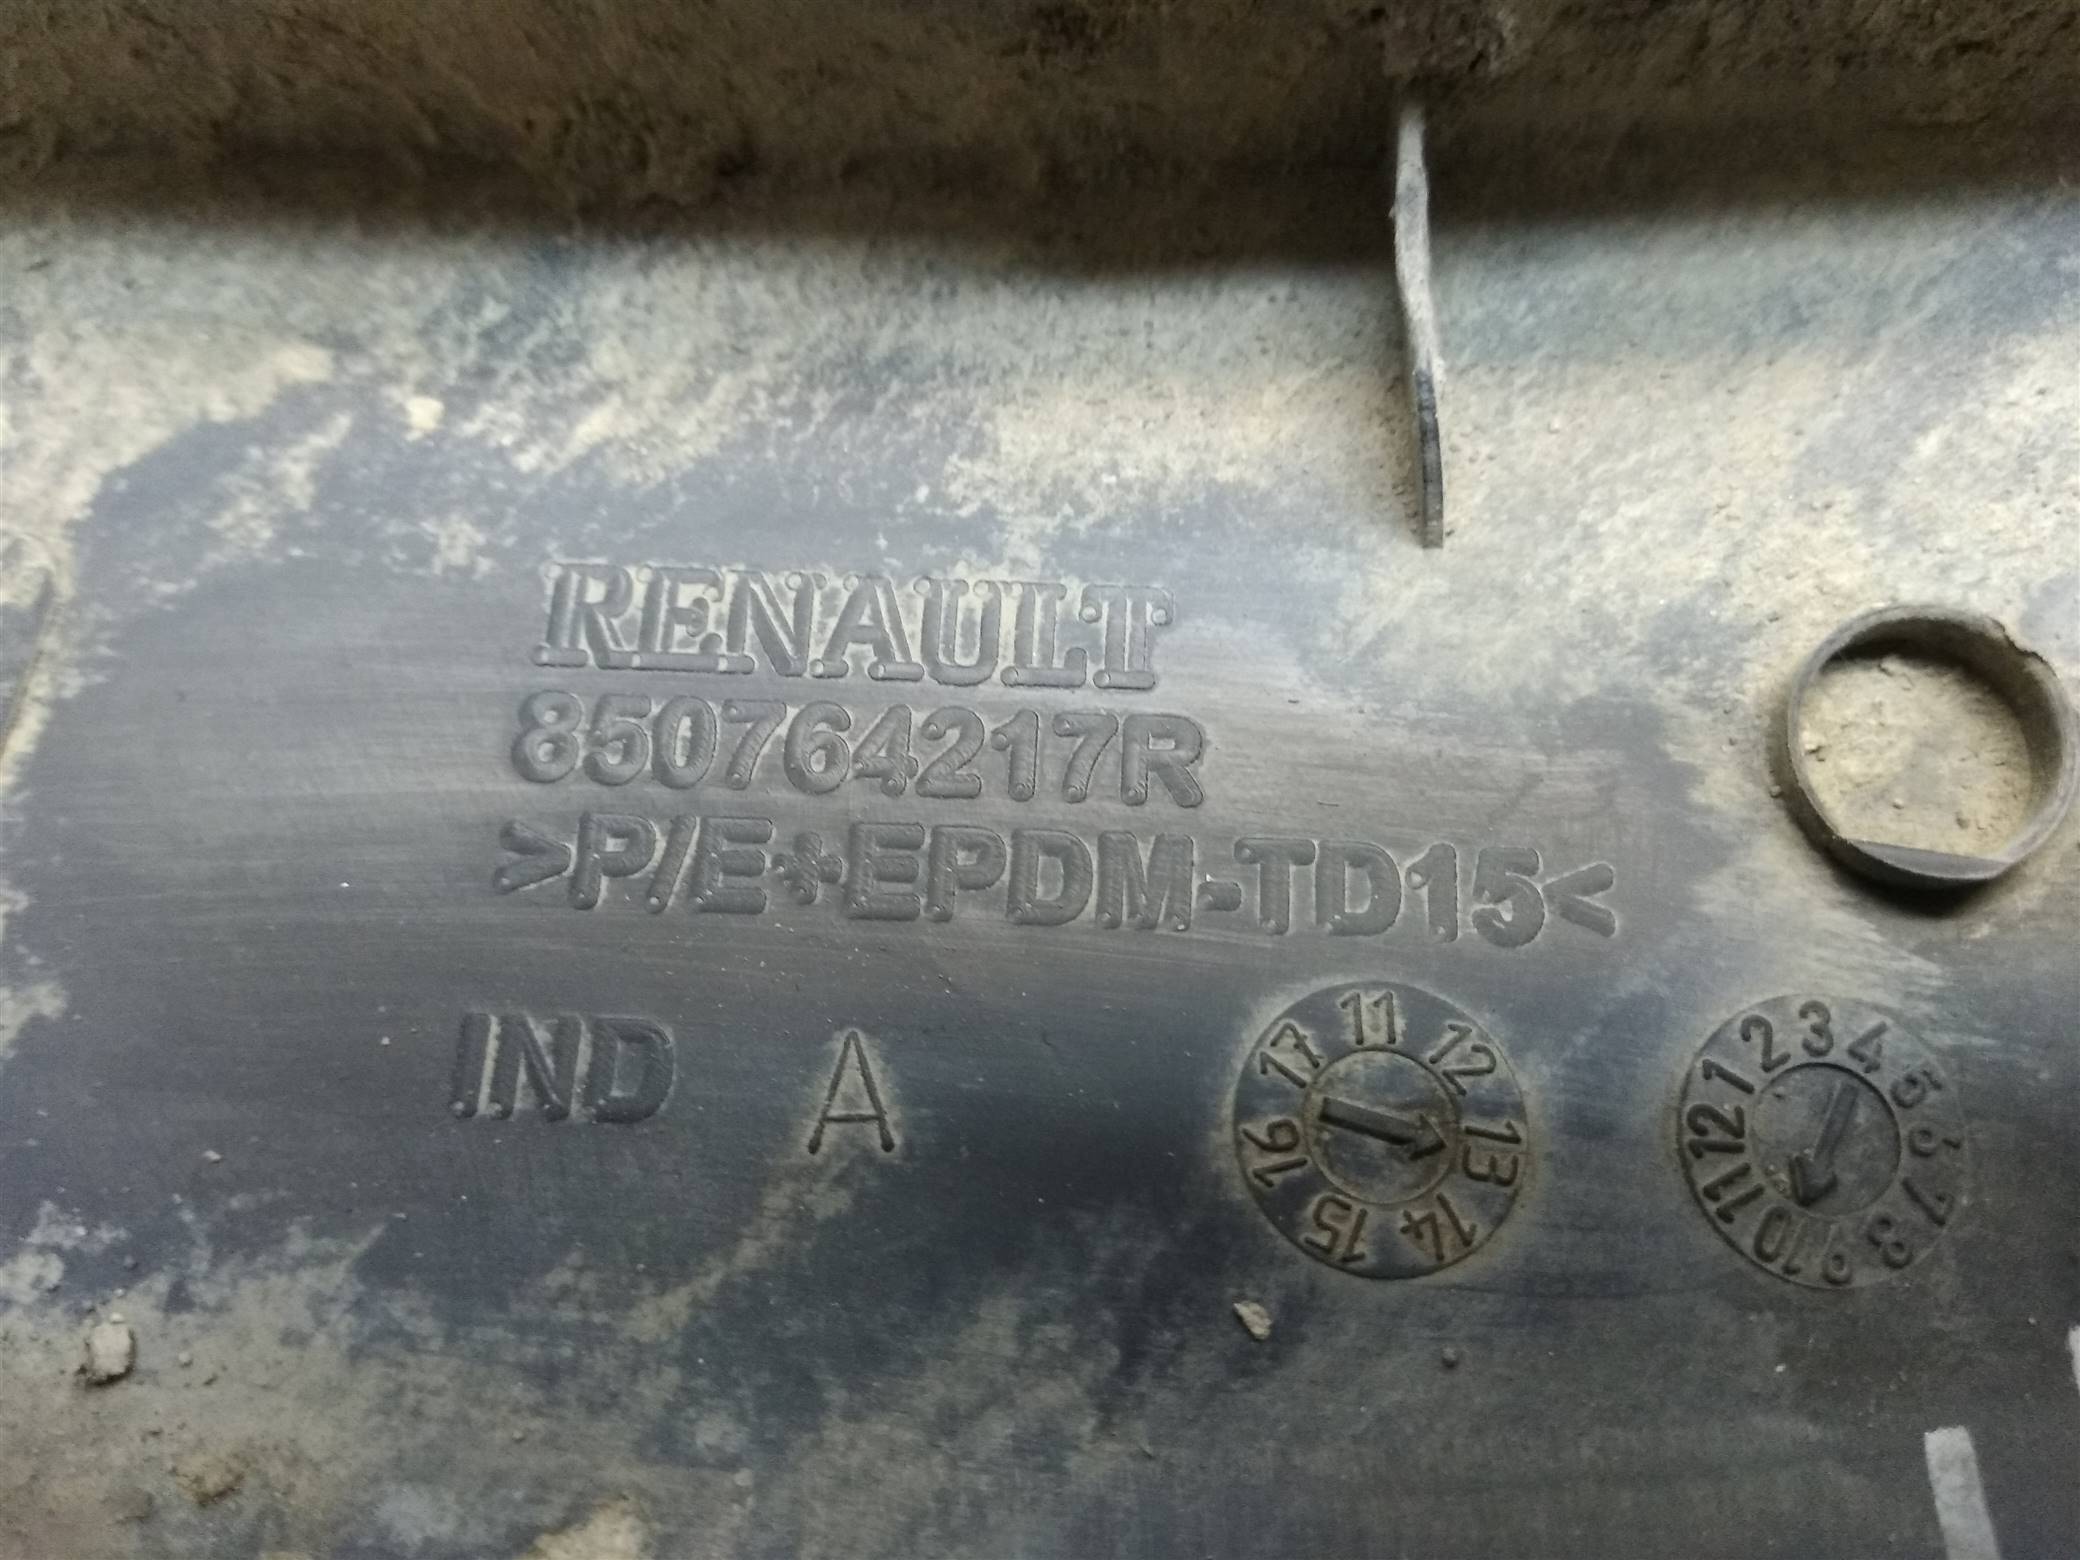 RENAULT
850764217R
>P/E+EPDM-TD15<
IND A
11 12 13 14 15 16 17
1 2 3 4 5 6 7 8 9 10 11 12